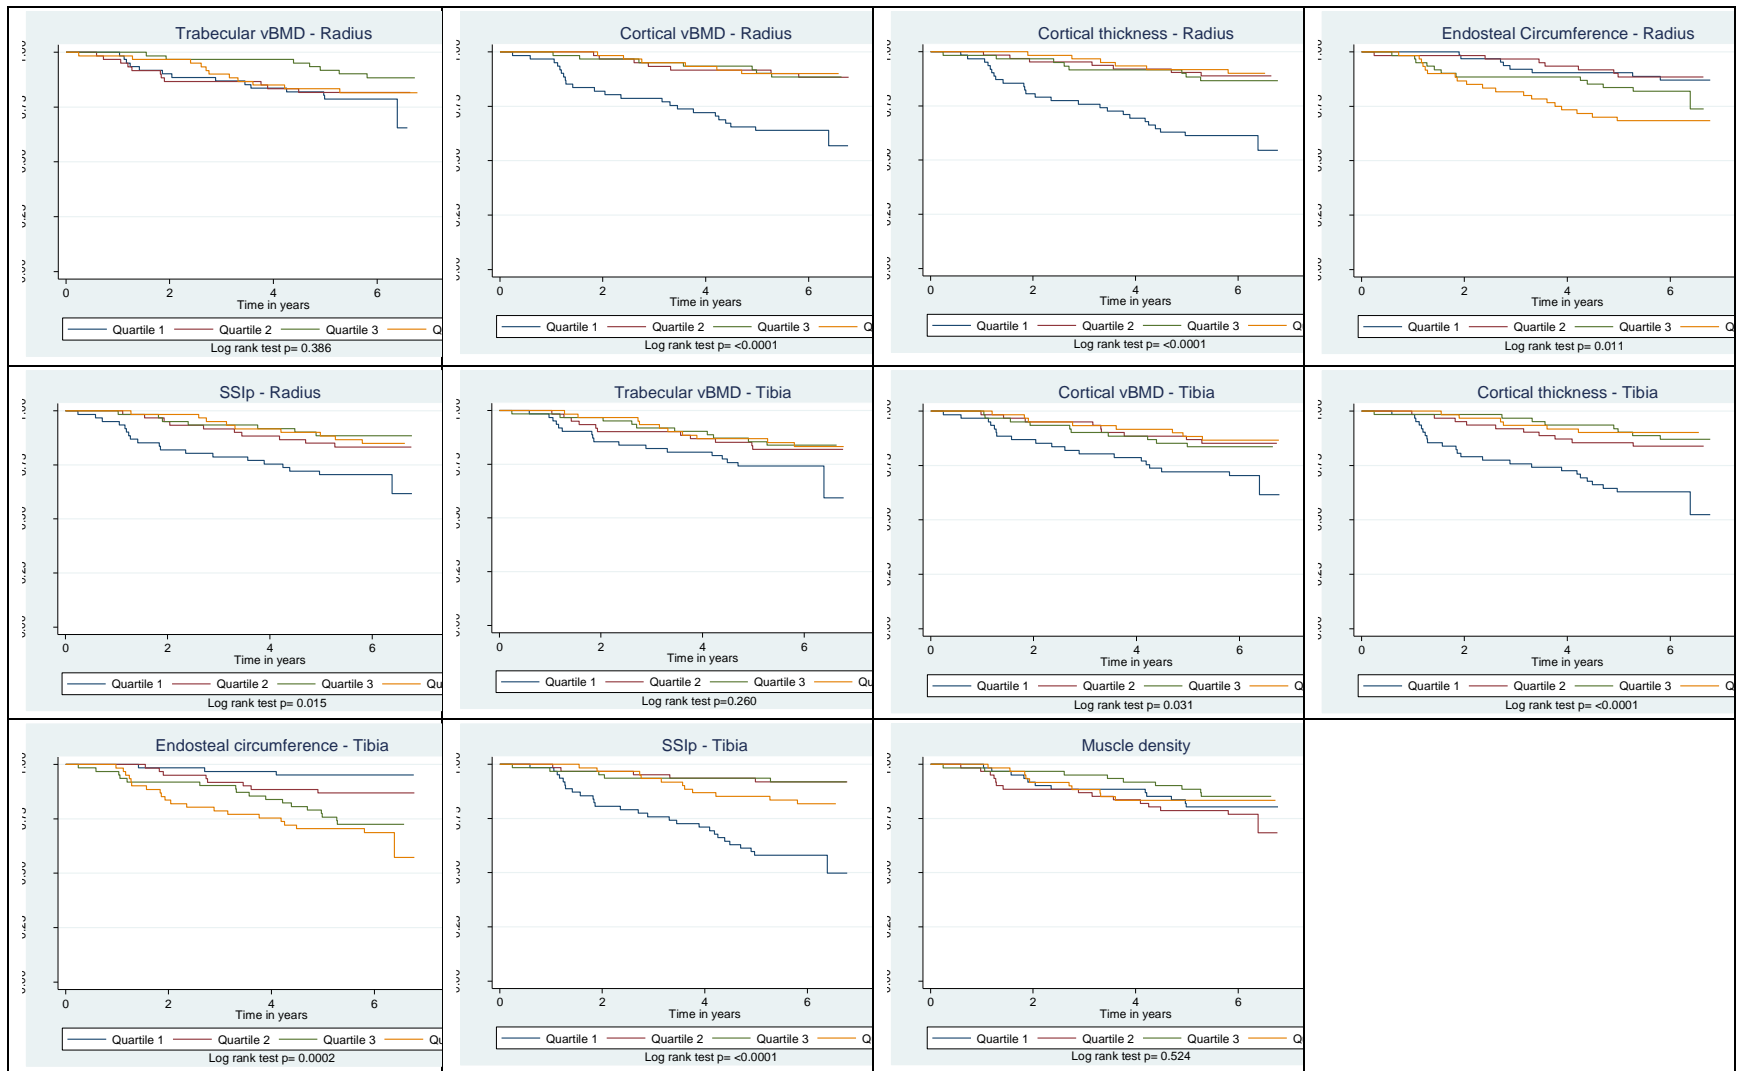 Trabecular vBMD - Radius
0 2 4 6
Time in years
Quartile 1 Quartile 2 Quartile 3 Q
Log rank test p= 0.386
Cortical vBMD - Radius
0 2 4 6
Time in years
Quartile 1 Quartile 2 Quartile 3 Q
Log rank test p= <0.0001
Cortical thickness - Radius
0 2 4 6
Time in years
Quartile 1 Quartile 2 Quartile 3
Log rank test p= <0.0001
Endosteal Circumference - Radius
0 2 4 6
Time in years
Quartile 1 Quartile 2 Quartile 3 Q
Log rank test p= 0.011
SSIp - Radius
0 2 4 6
Time in years
Quartile 1 Quartile 2 Quartile 3 Qu
Log rank test p= 0.015
Trabecular vBMD - Tibia
0 2 4 6
Time in years
Quartile 1 Quartile 2 Quartile 3 Qu
Log rank test p=0.260
Cortical vBMD - Tibia
0 2 4 6
Time in years
Quartile 1 Quartile 2 Quartile 3 Q
Log rank test p= 0.031
Cortical thickness - Tibia
0 2 4 6
Time in years
Quartile 1 Quartile 2 Quartile 3 Q
Log rank test p= <0.0001
Endosteal circumference - Tibia
0 2 4 6
Time in years
Quartile 1 Quartile 2 Quartile 3 Qu
Log rank test p= 0.0002
SSIp - Tibia
0 2 4 6
Time in years
Quartile 1 Quartile 2 Quartile 3 Q
Log rank test p= <0.0001
Muscle density
0 2 4 6
Time in years
Quartile 1 Quartile 2 Quartile 3 Q
Log rank test p= 0.524